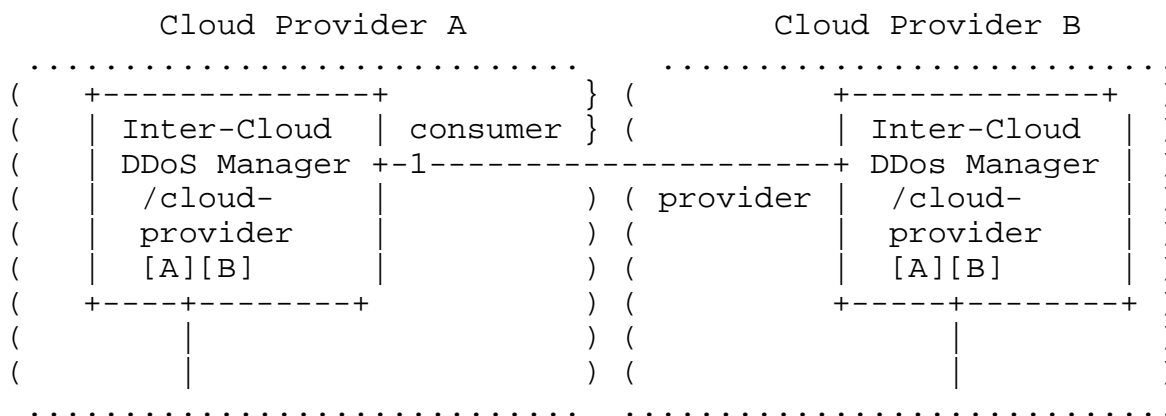 Cloud Provider A                Cloud Provider B
 .............................    ...........................
(    +--------------+          } (          +-------------+  )
(    | Inter-Cloud  | consumer } (          | Inter-Cloud  | )
(    | DDoS Manager +-1---------------------+ DDos Manager | )
(    |  /cloud-     |          ) ( provider |  /cloud-     | )
(    |  provider    |          ) (          |  provider    | )
(    |  [A][B]      |          ) (          |  [A][B]      | )
(    +----+--------+           ) (          +-----+--------+ )
(         |                    ) (                |          )
(         |                    ) (                |          )
 .............................  .............................